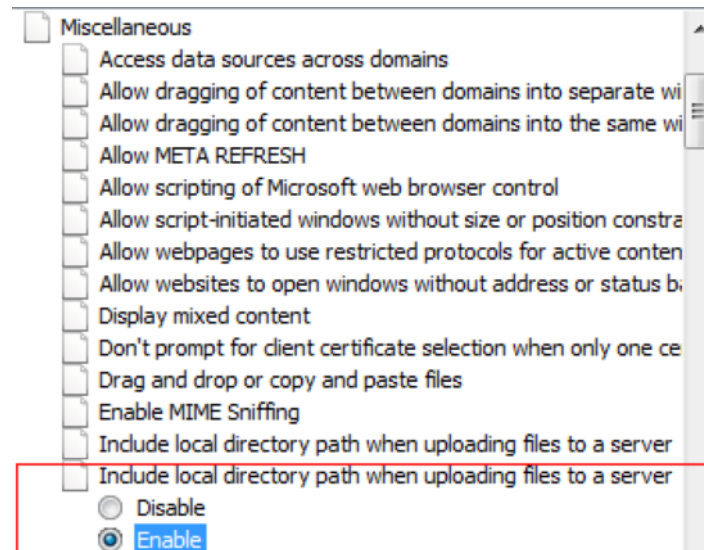 Miscellaneous
Access data sources across domains
Allow dragging of content between domains into separate wi
Allow dragging of content between domains into the same wi
Allow META REFRESH
Allow scripting of Microsoft web browser control
Allow script-initiated windows without size or position constra
Allow webpages to use restricted protocols for active conten
Allow websites to open windows without address or status ba
Display mixed content
Don't prompt for client certificate selection when only one ce
Drag and drop or copy and paste files
Enable MIME Sniffing
Include local directory path when uploading files to a server
Include local directory path when uploading files to a server
Disable
Enable